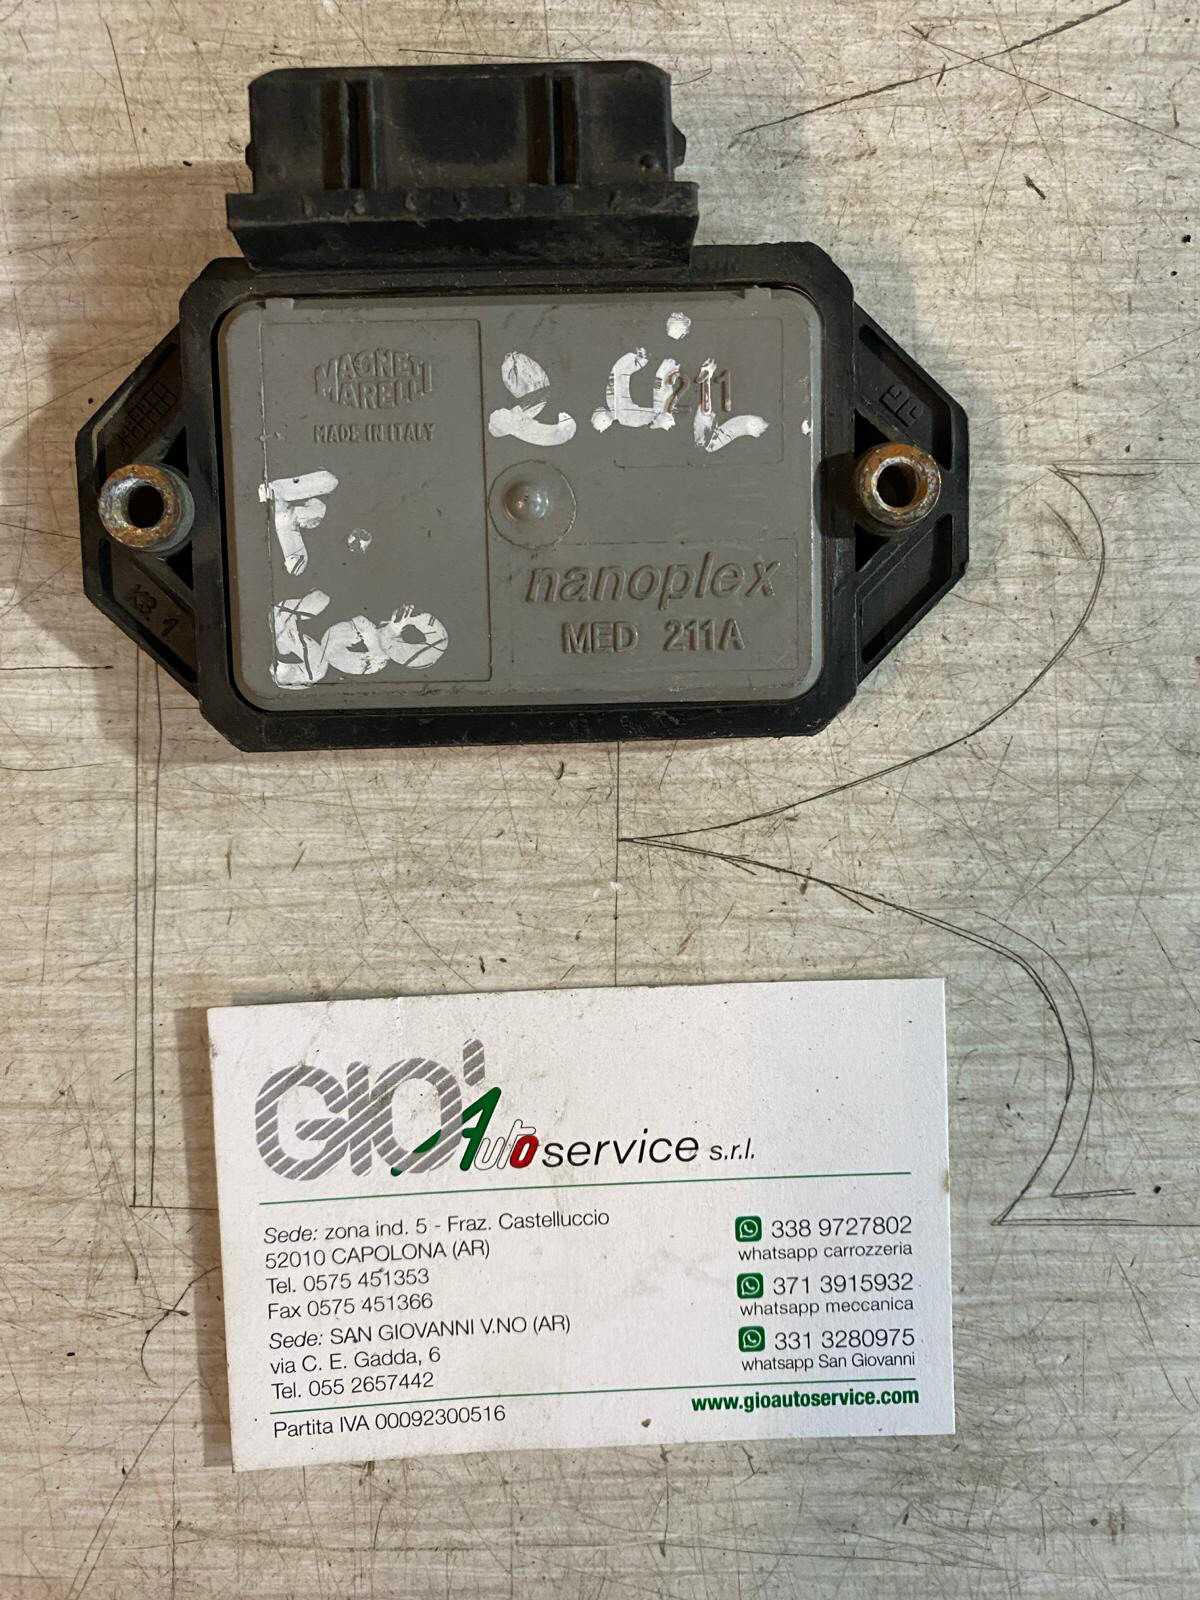 MAGNETI
MARELLI
MADE IN ITALY
2 CiL
211
F.
500
nanoplex
MED 211A
GIO'
Autoservice s.r.l.
Sede: zona ind. 5 - Fraz. Castelluccio
52010 CAPOLONA (AR)
Tel. 0575 451353
Fax 0575 451366
Sede: SAN GIOVANNI V.NO (AR)
via C. E. Gadda, 6
Tel. 055 2657442
Partita IVA 00092300516
338 9727802
whatsapp carrozzeria
371 3915932
whatsapp meccanica
331 3280975
whatsapp San Giovanni
www.gioautoservice.com